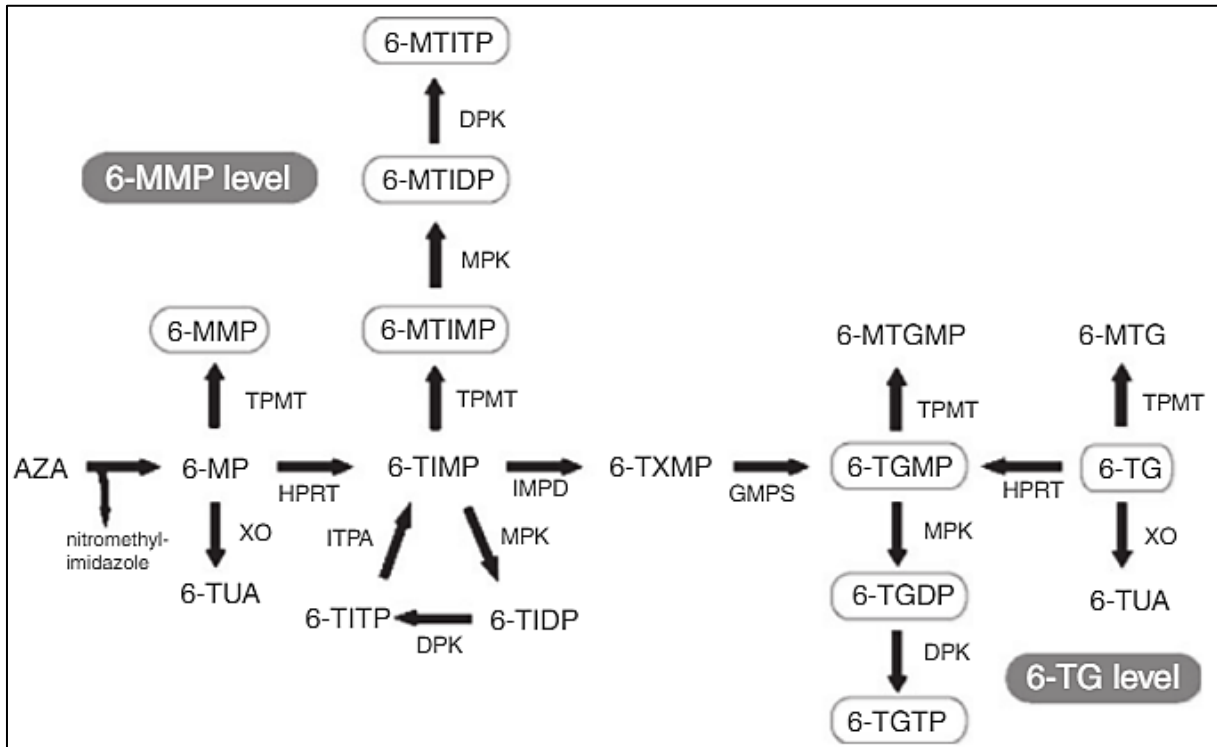 6-MTITP
DPK
6-MMP level
6-MTIDP
MPK
6-MMP
6-MTIMP
6-MTGMP
6-MTG
TPMT
TPMT
TPMT
TPMT
AZA
6-MP
6-TIMP
6-TXMP
6-TGMP
6-TG
HPRT
IMPD
GMPS
HPRT
nitromethyl-
imidazole
XO
ITPA
MPK
MPK
XO
6-TUA
6-TITP
6-TIDP
6-TGDP
6-TUA
DPK
DPK
6-TG level
6-TGTP